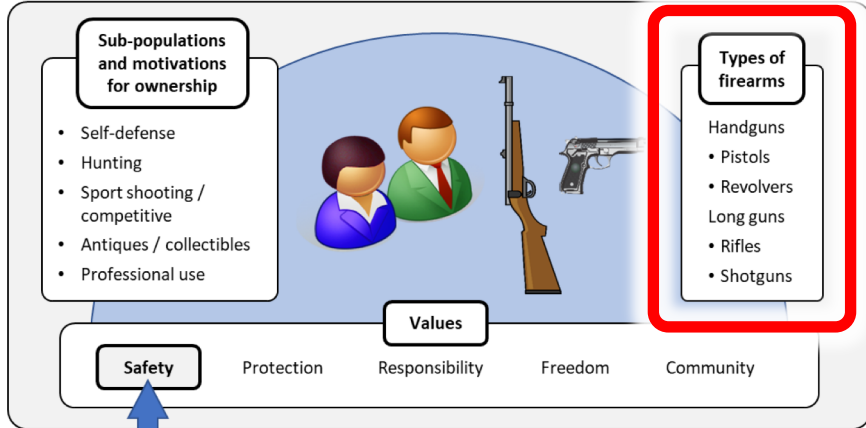 Sub-populations
and motivations
for ownership
• Self-defense
• Hunting
• Sport shooting /
competitive
• Antiques / collectibles
• Professional use
Types of
firearms
Handguns
• Pistols
• Revolvers
Long guns
• Rifles
• Shotguns
Values
Safety Protection Responsibility Freedom Community